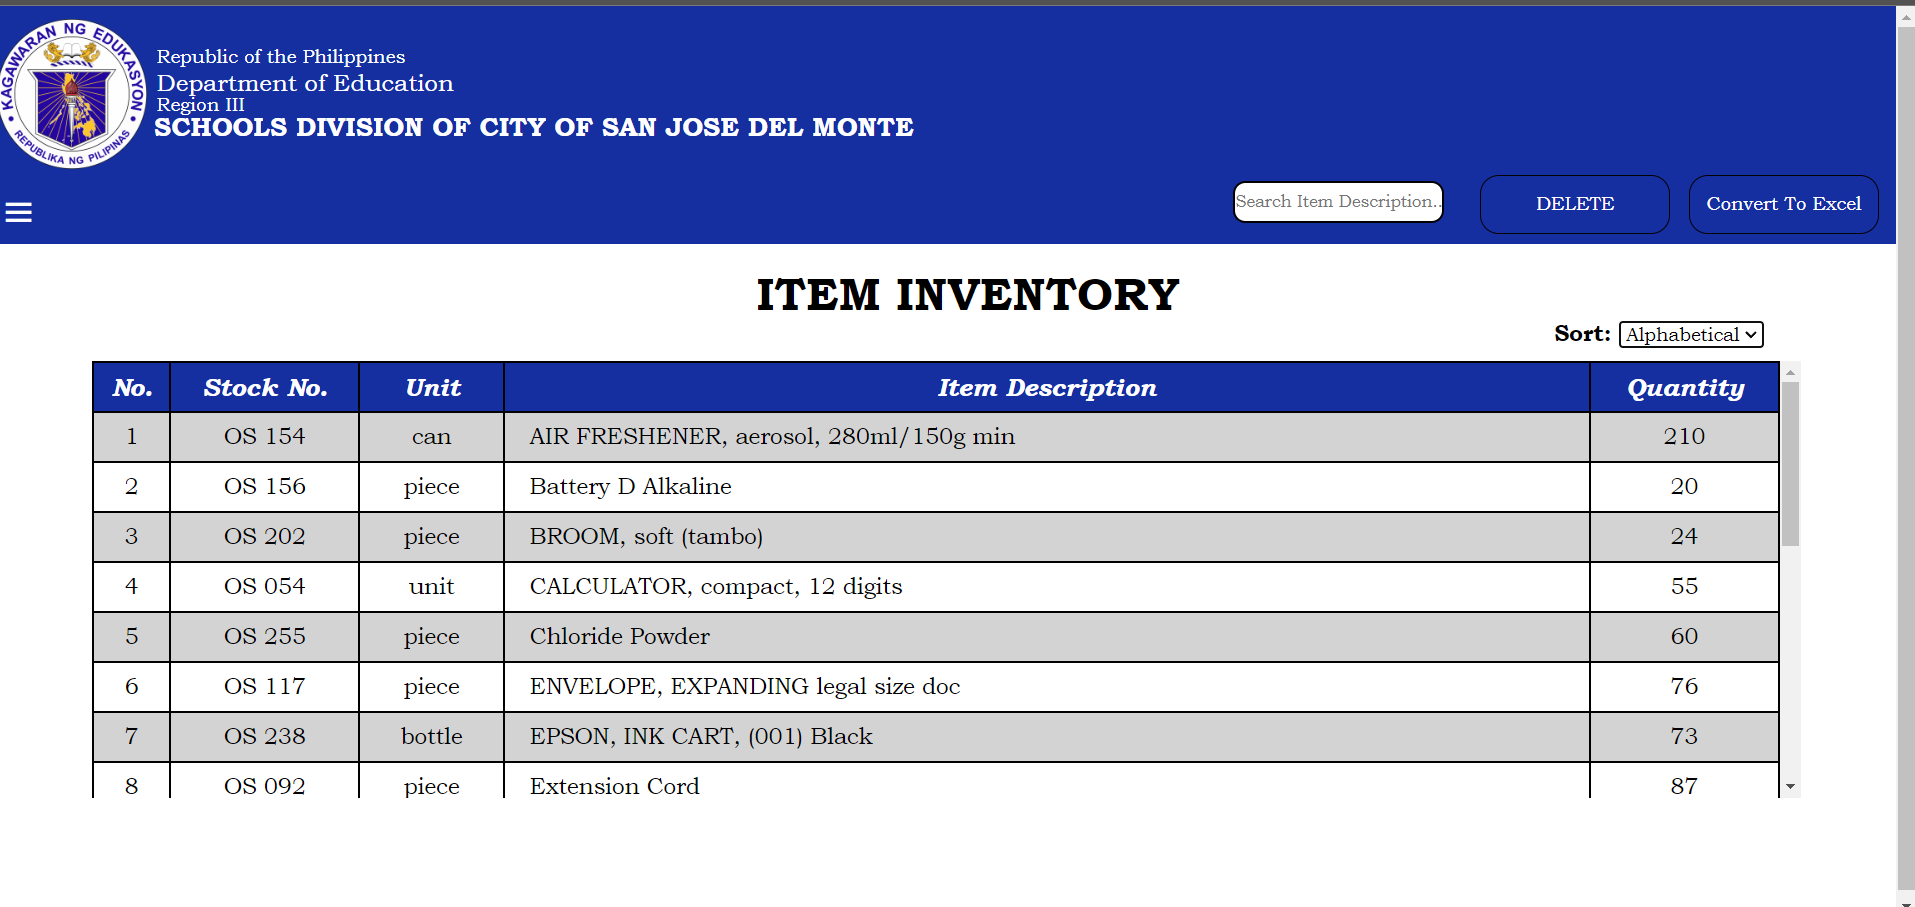 KAGAWARAN NG EDUKASYON
REPUBLIKA NG PILIPINAS
Republic of the Philippines
Department of Education
Region III
SCHOOLS DIVISION OF CITY OF SAN JOSE DEL MONTE
Search Item Description.. DELETE Convert To Excel
ITEM INVENTORY
Sort: Alphabetical
No. Stock No. Unit Item Description Quantity
1 OS 154 can AIR FRESHENER, aerosol, 280ml/150g min 210
2 OS 156 piece Battery D Alkaline 20
3 OS 202 piece BROOM, soft (tambo) 24
4 OS 054 unit CALCULATOR, compact, 12 digits 55
5 OS 255 piece Chloride Powder 60
6 OS 117 piece ENVELOPE, EXPANDING legal size doc 76
7 OS 238 bottle EPSON, INK CART, (001) Black 73
8 OS 092 piece Extension Cord 87